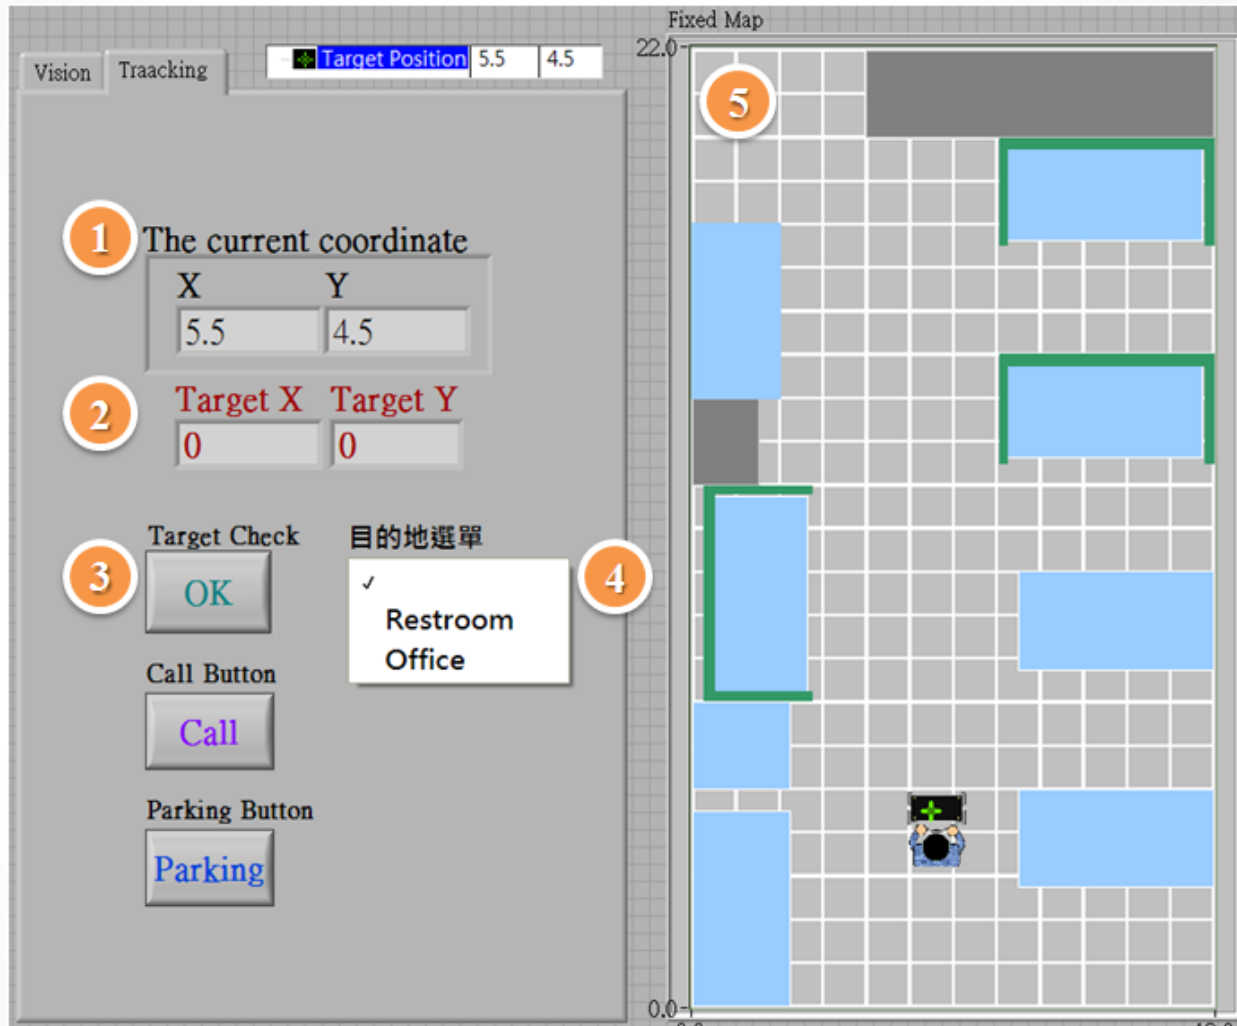 Fixed Map
Vision
Traacking
Target Position 5.5 4.5
22.0
5
1
The current coordinate
X Y
5.5 4.5
2
Target X Target Y
0 0
3
Target Check
OK
目的地選單
✓
Restroom
Office
4
Call Button
Call
Parking Button
Parking
0.0